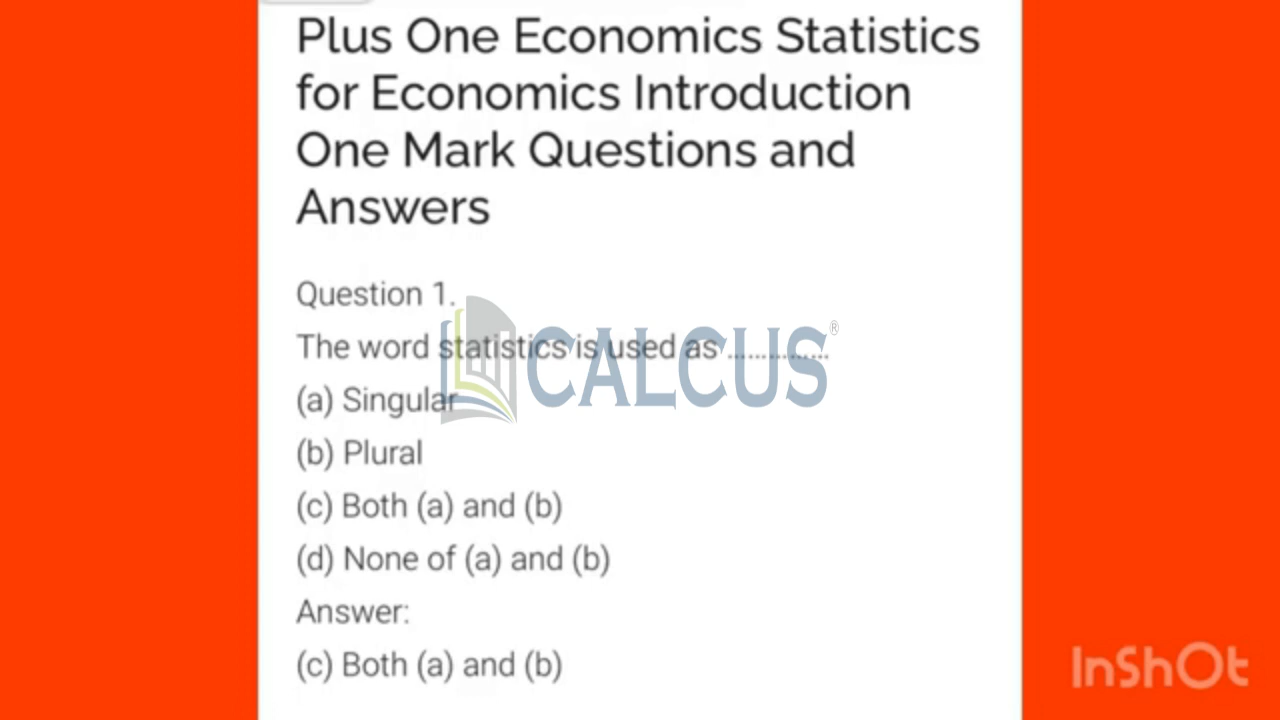 Plus One Economics Statistics
for Economics Introduction
One Mark Questions and
Answers
Question 1.
The word statistics is used as ...............
(a) Singular
(b) Plural
(c) Both (a) and (b)
(d) None of (a) and (b)
Answer:
(c) Both (a) and (b)
CALCUS®
InShOt